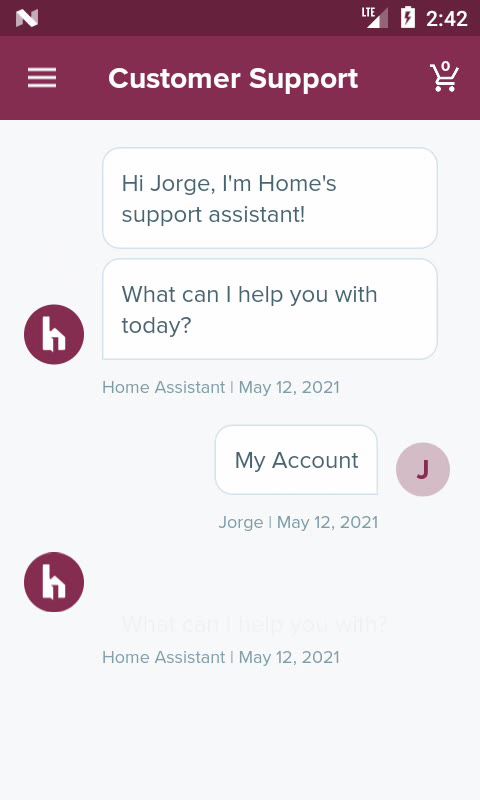 LTE 2:42
Customer Support
0
Hi Jorge, I'm Home's
support assistant!
What can I help you with
today?
h
Home Assistant | May 12, 2021
My Account
J
Jorge | May 12, 2021
h
What can I help you with?
Home Assistant | May 12, 2021